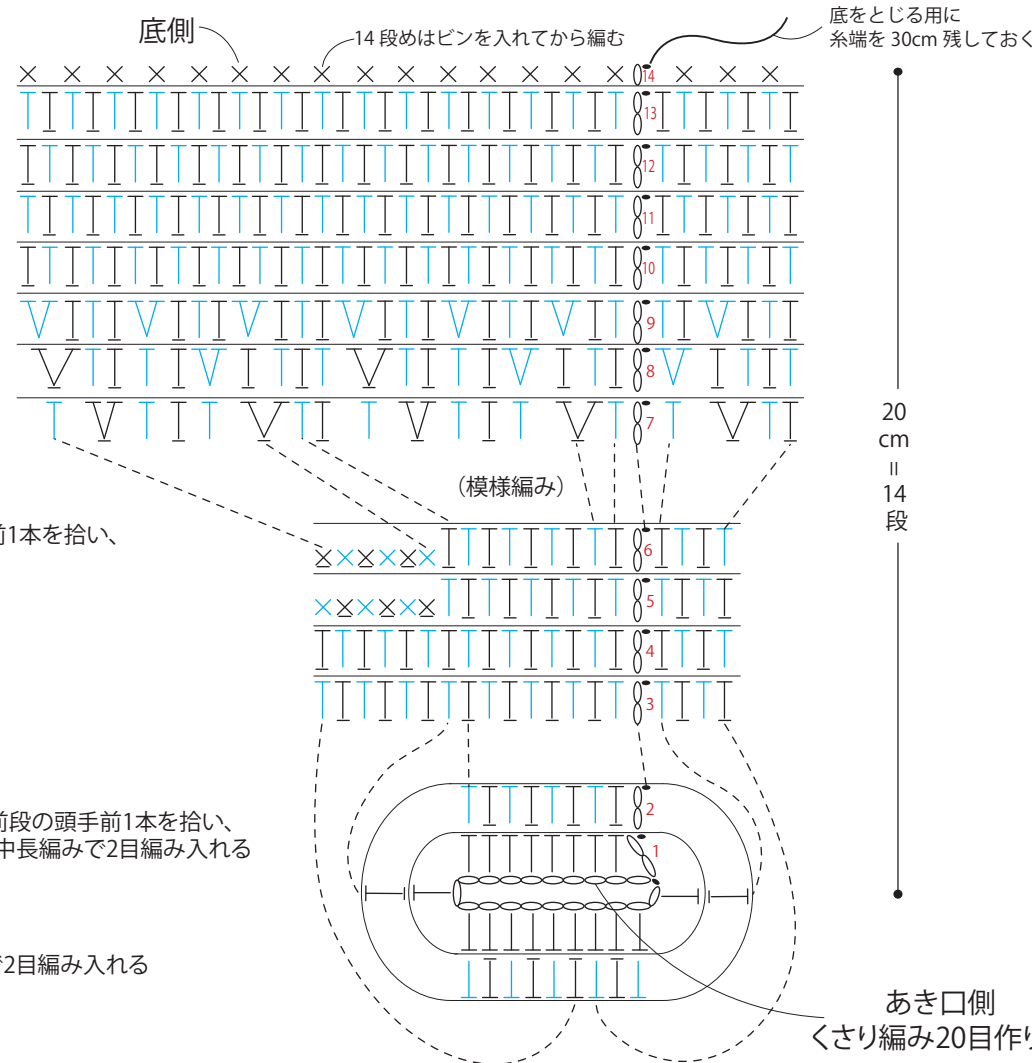 底側
14 段めはビンを入れてから編む
底をとじる用に
糸端を 30cm 残しておく
14
13
12
11
10
9
8
7
20
cm
=
14
段
(模様編み)
前1本を拾い、
6
5
4
3
2
1
前段の頭手前1本を拾い、
中長編みで2目編み入れる
で2目編み入れる
あき口側
くさり編み20目作り